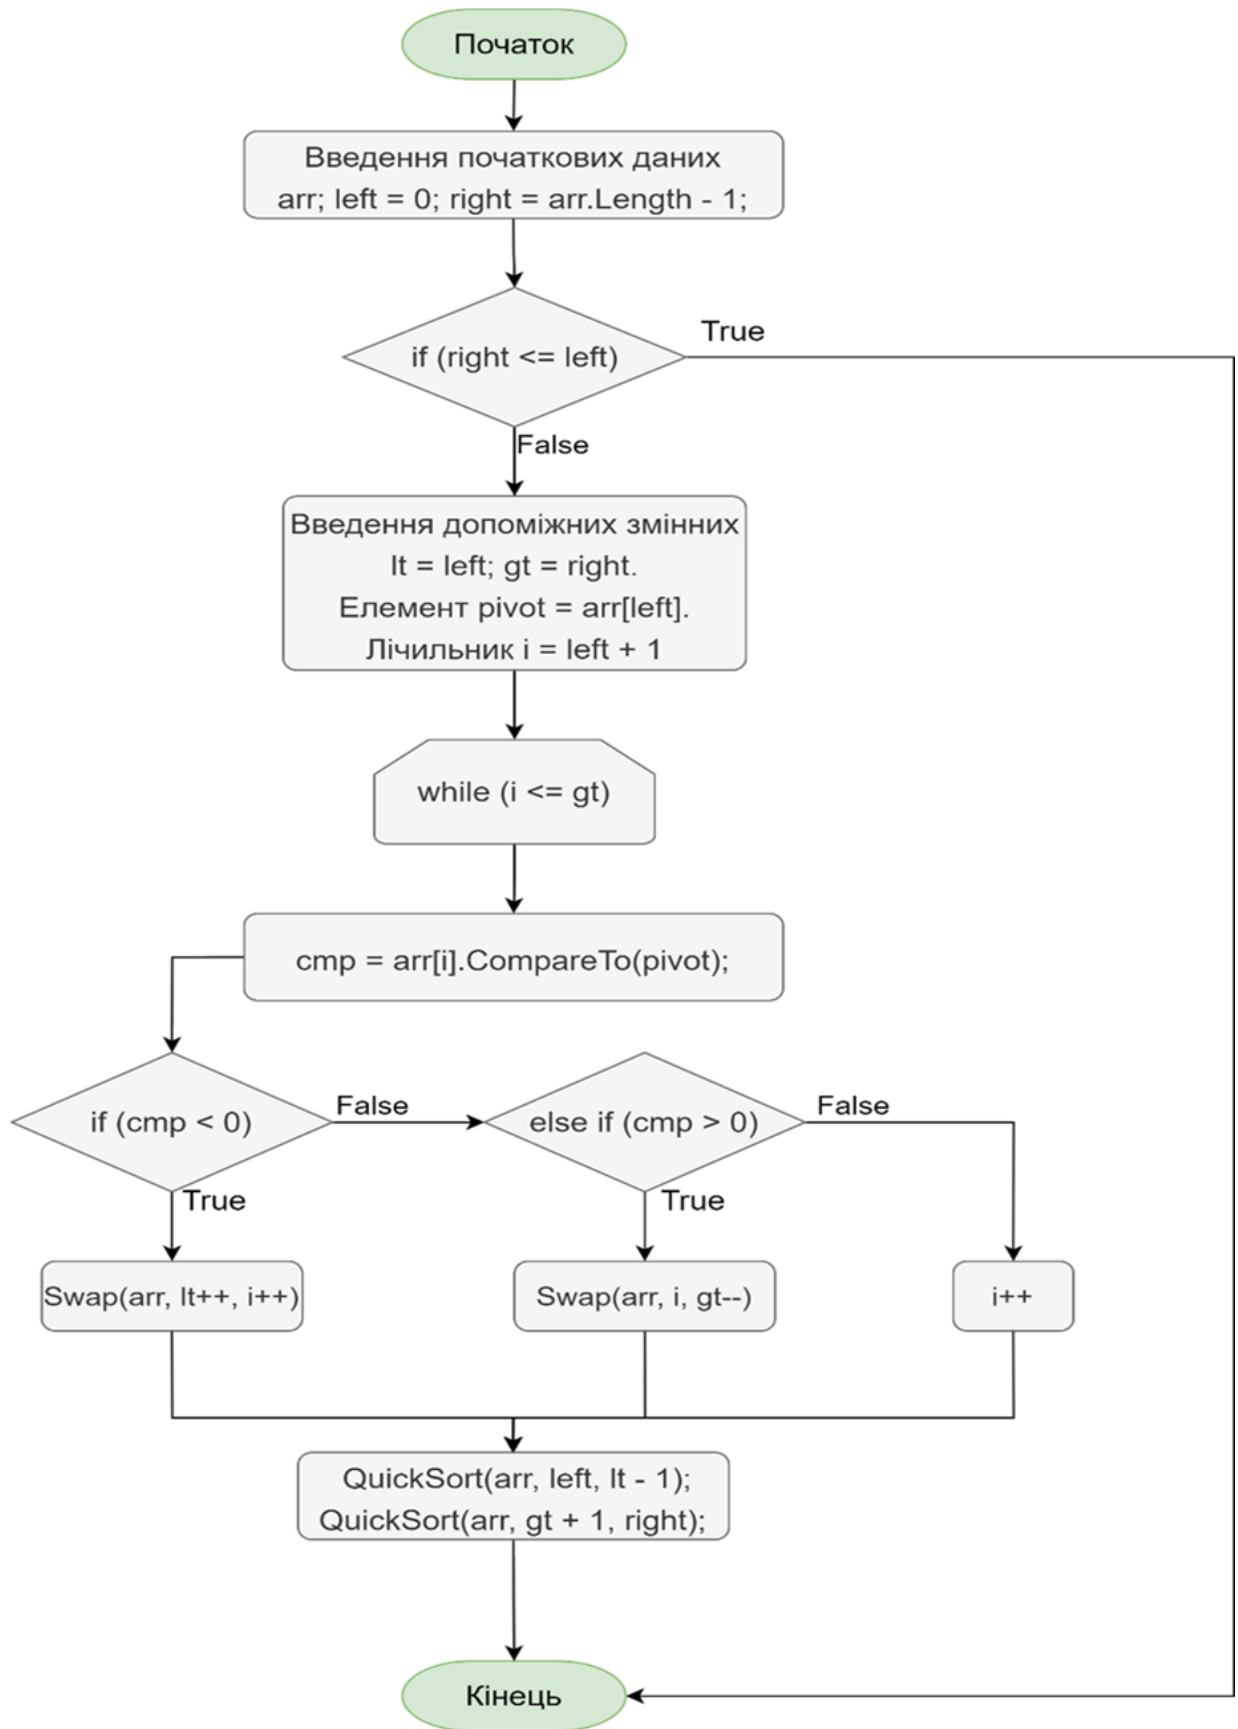 Початок
Введення початкових даних
arr; left = 0; right = arr.Length - 1;
if (right <= left)
True
False
Введення допоміжних змінних
lt = left; gt = right.
Елемент pivot = arr[left].
Лічильник i = left + 1
while (i <= gt)
cmp = arr[i].CompareTo(pivot);
if (cmp < 0)
False
else if (cmp > 0)
False
True
True
Swap(arr, lt++, i++)
Swap(arr, i, gt--)
i++
QuickSort(arr, left, lt - 1);
QuickSort(arr, gt + 1, right);
Кінець